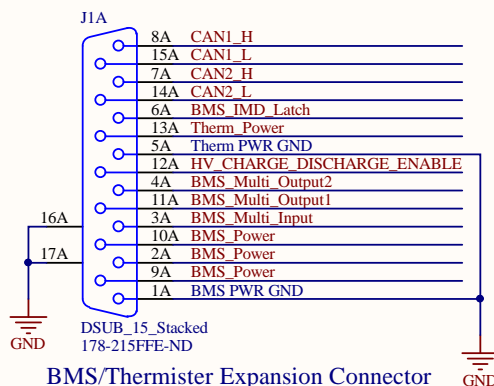 J1A
8A CAN1_H
15A CAN1_L
7A CAN2_H
14A CAN2_L
6A BMS_IMD_Latch
13A Therm_Power
5A Therm PWR GND
12A HV_CHARGE_DISCHARGE_ENABLE
4A BMS_Multi_Output2
11A BMS_Multi_Output1
16A 3A BMS_Multi_Input
10A BMS_Power
17A 2A BMS_Power
9A BMS_Power
1A BMS PWR GND
DSUB_15_Stacked
GND 178-215FFE-ND
BMS/Thermister Expansion Connector GND